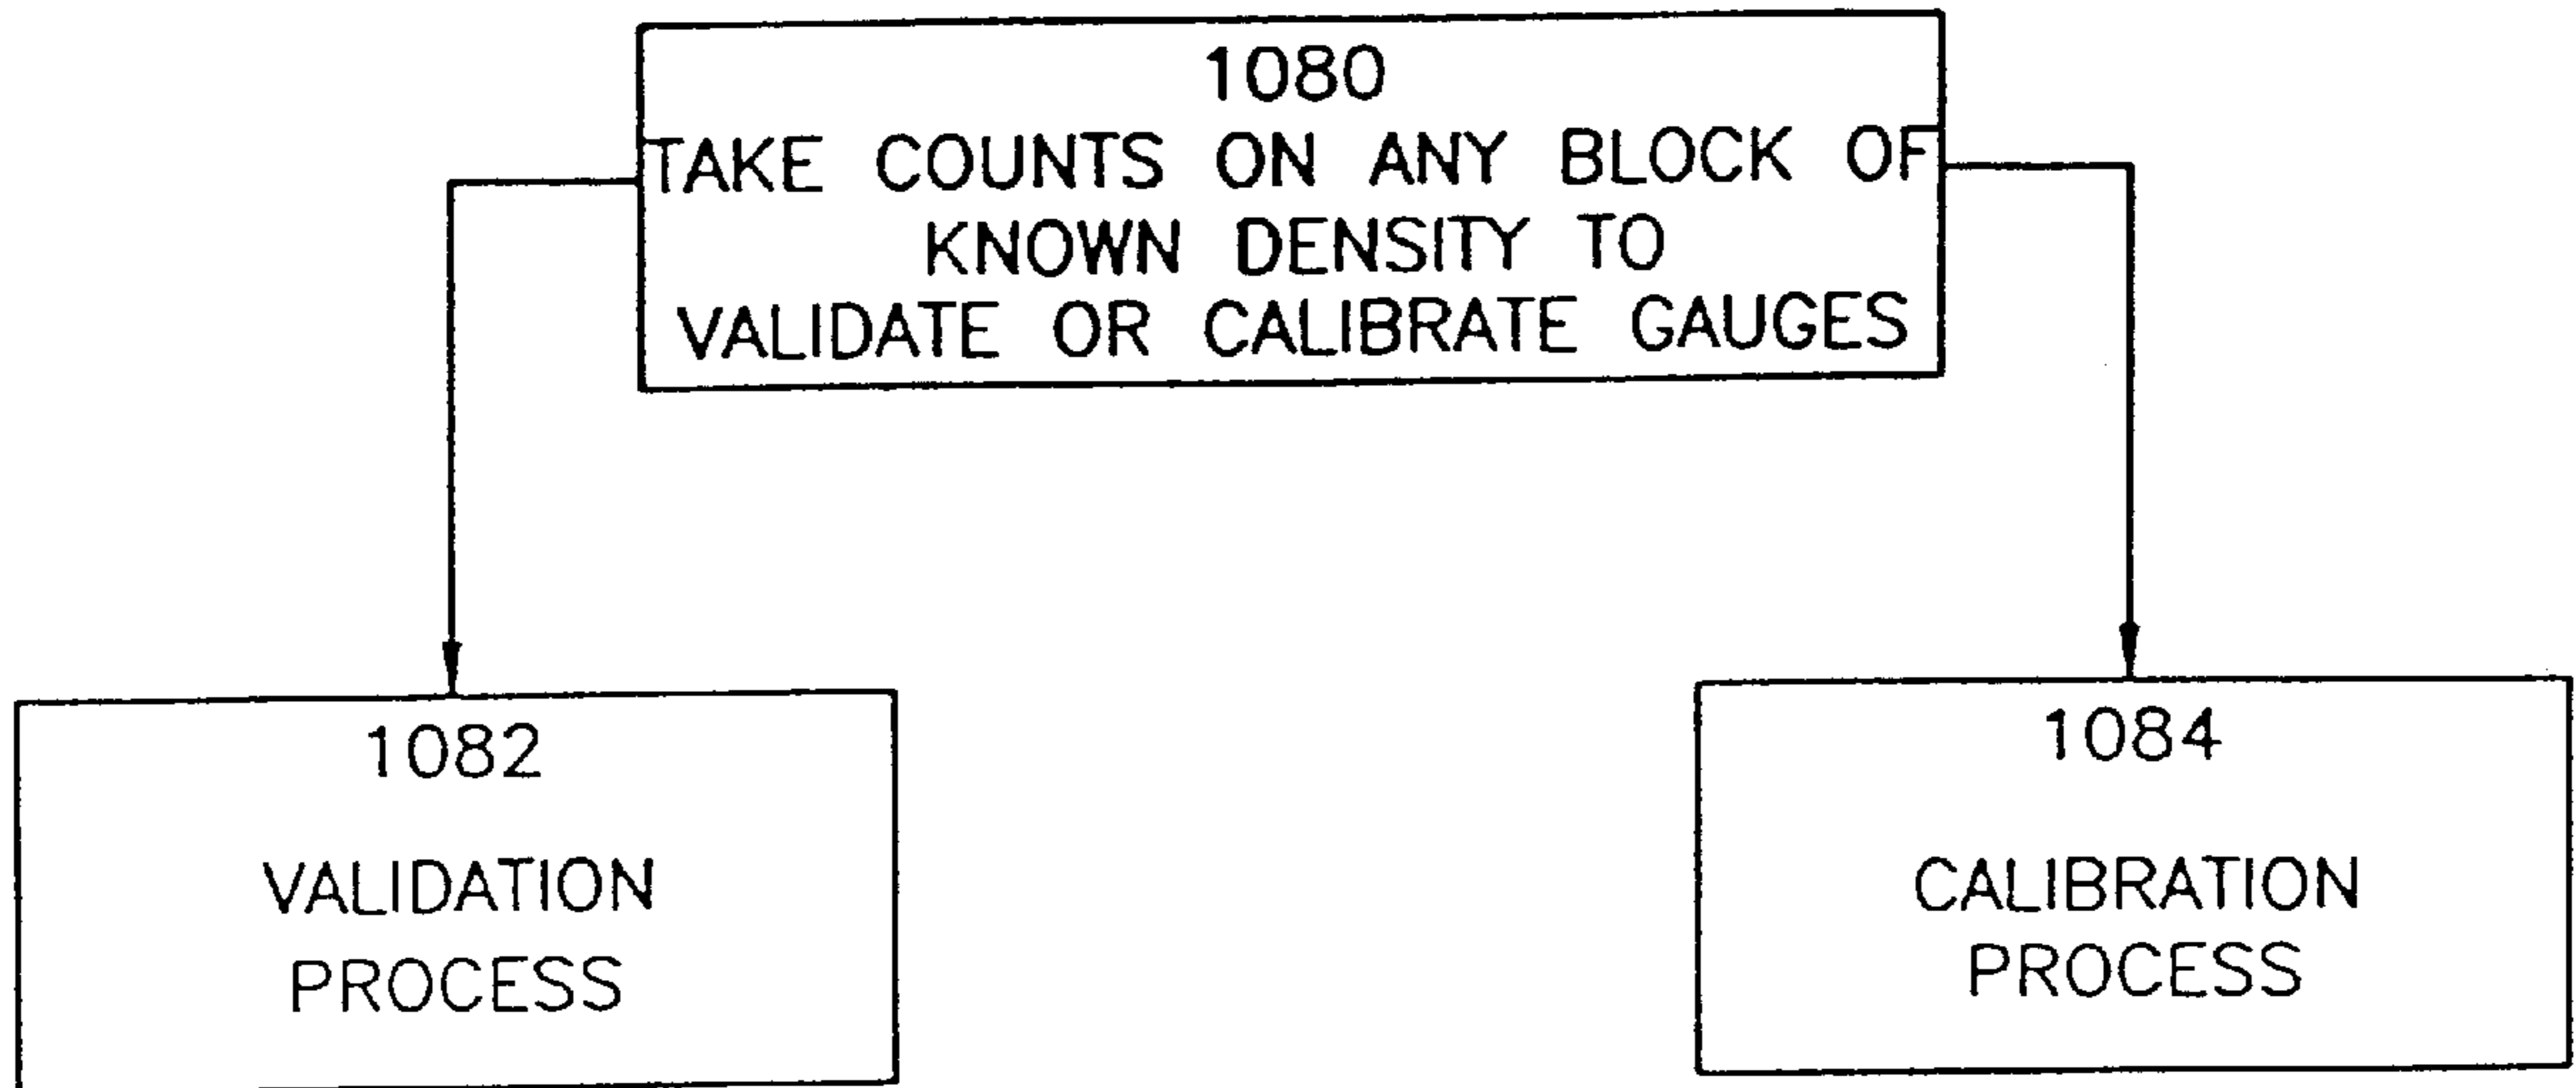 1080
TAKE COUNTS ON ANY BLOCK OF
KNOWN DENSITY TO
VALIDATE OR CALIBRATE GAUGES
1082
VALIDATION
PROCESS
1084
CALIBRATION
PROCESS